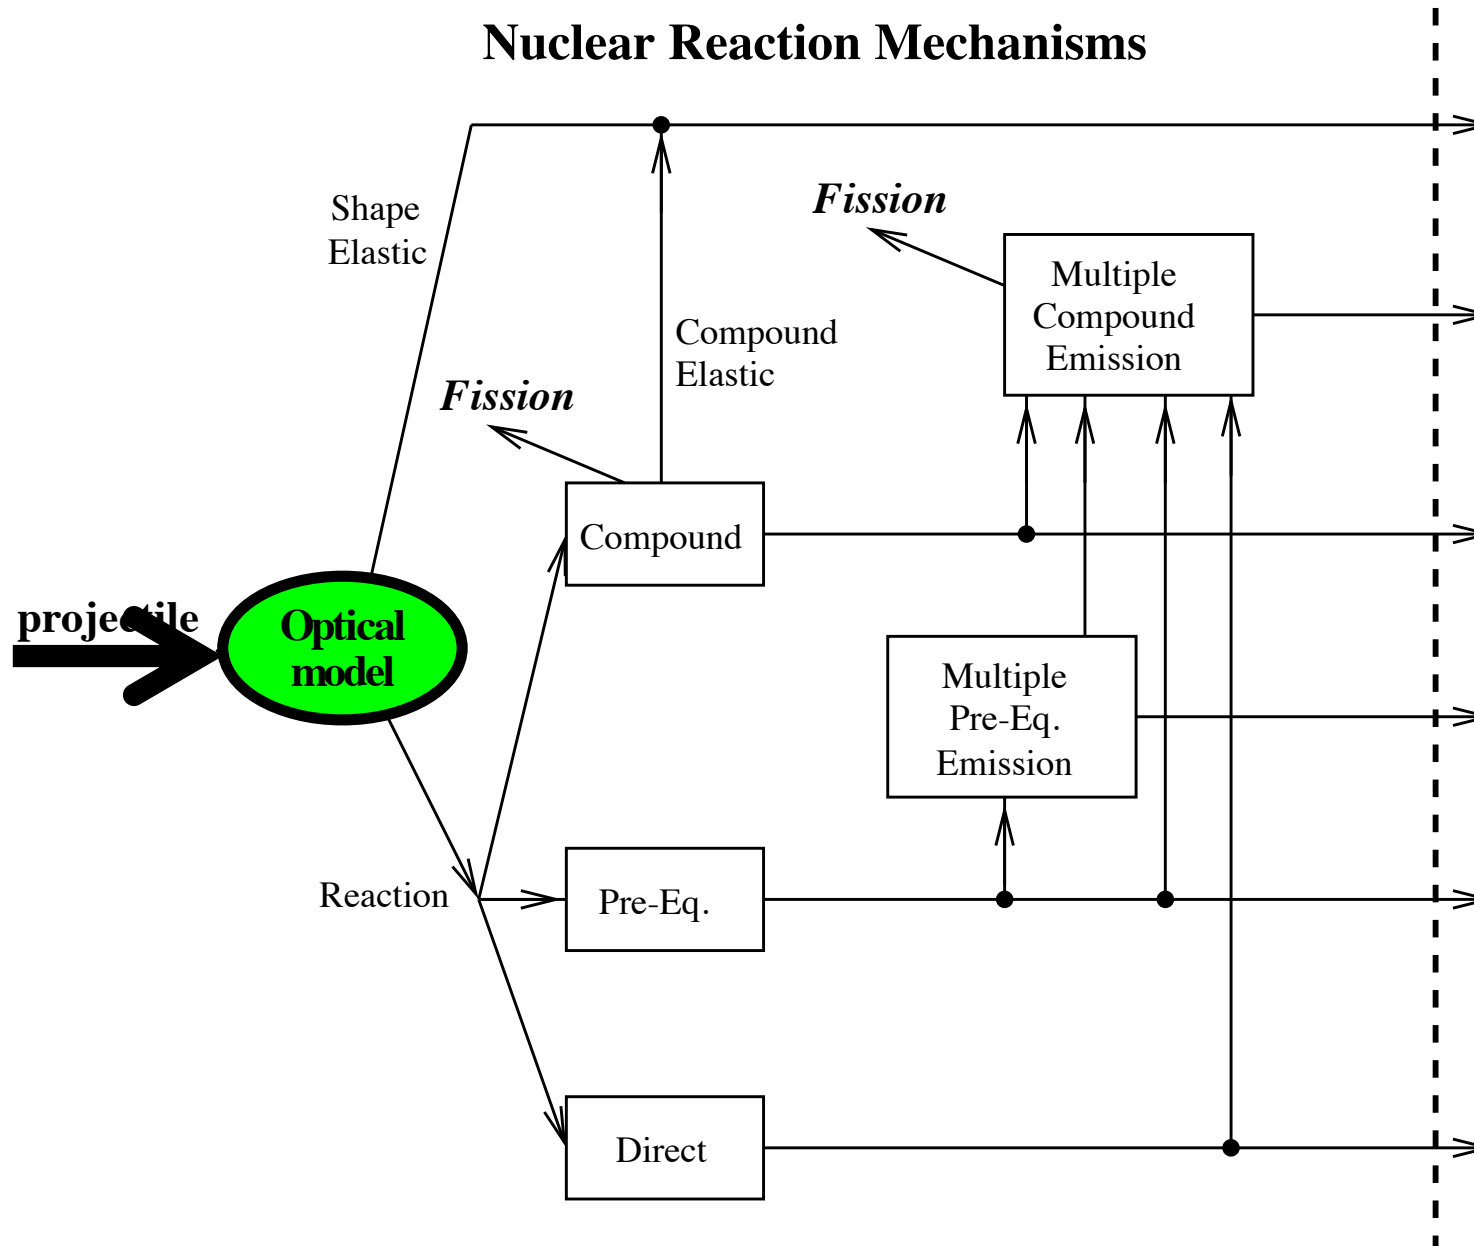 Nuclear Reaction Mechanisms
Shape
Elastic
Fission
Multiple
Compound
Emission
Compound
Elastic
Fission
Compound
projectile
Optical
model
Multiple
Pre-Eq.
Emission
Reaction
Pre-Eq.
Direct